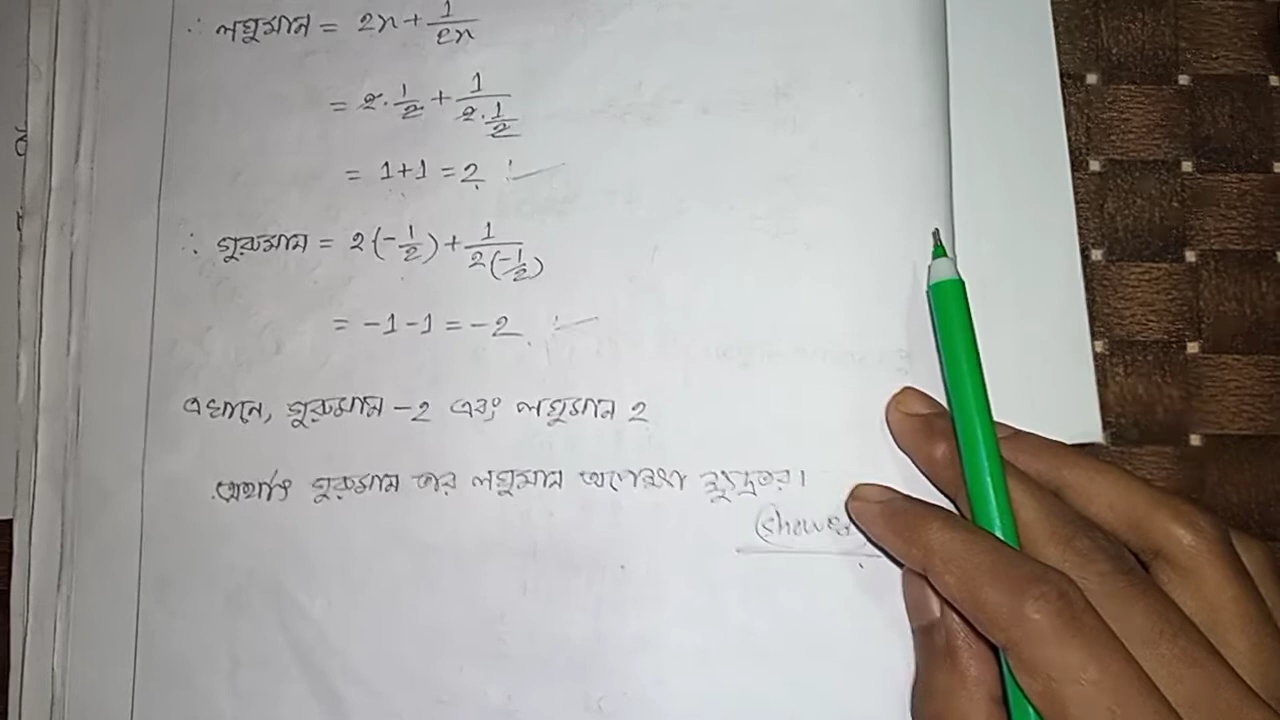 ∴ লঘুমান = 2x + 1/2x
= 2·1/2 + 1/(2·1/2)
= 1+1 = 2
∴ গুরুমান = 2(-1/2) + 1/(2(-1/2))
= -1-1 = -2
এখানে, গুরুমান -2 এবং লঘুমান 2
অর্থাৎ গুরুমান তার লঘুমান অপেক্ষা ক্ষুদ্রতর।
(showed